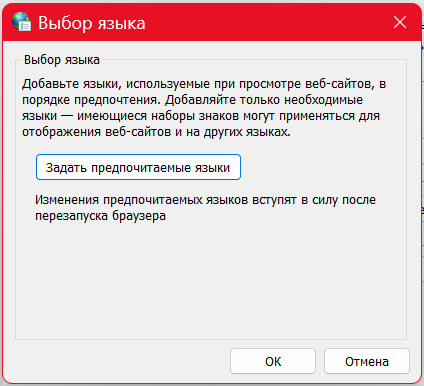 Выбор языка
Выбор языка
Добавьте языки, используемые при просмотре веб-сайтов, в
порядке предпочтения. Добавляйте только необходимые
языки — имеющиеся наборы знаков могут применяться для
отображения веб-сайтов и на других языках.
Задать предпочитаемые языки
Изменения предпочитаемых языков вступят в силу после
перезапуска браузера
ОК
Отмена